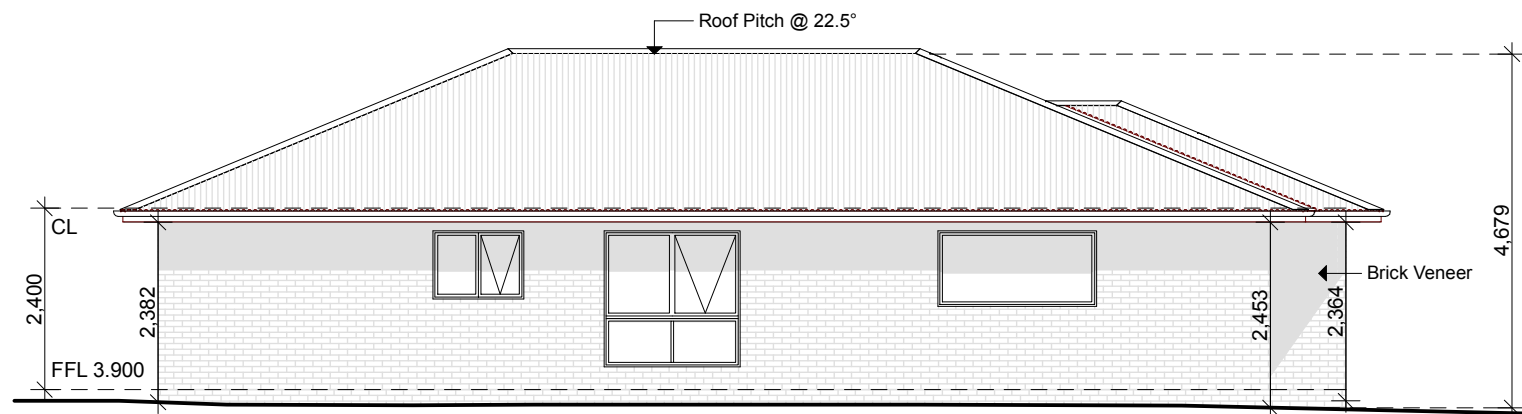 Roof Pitch @ 22.5°
CL
2,400
2,382
FFL 3.900
2,453
2,364
Brick Veneer
4,679